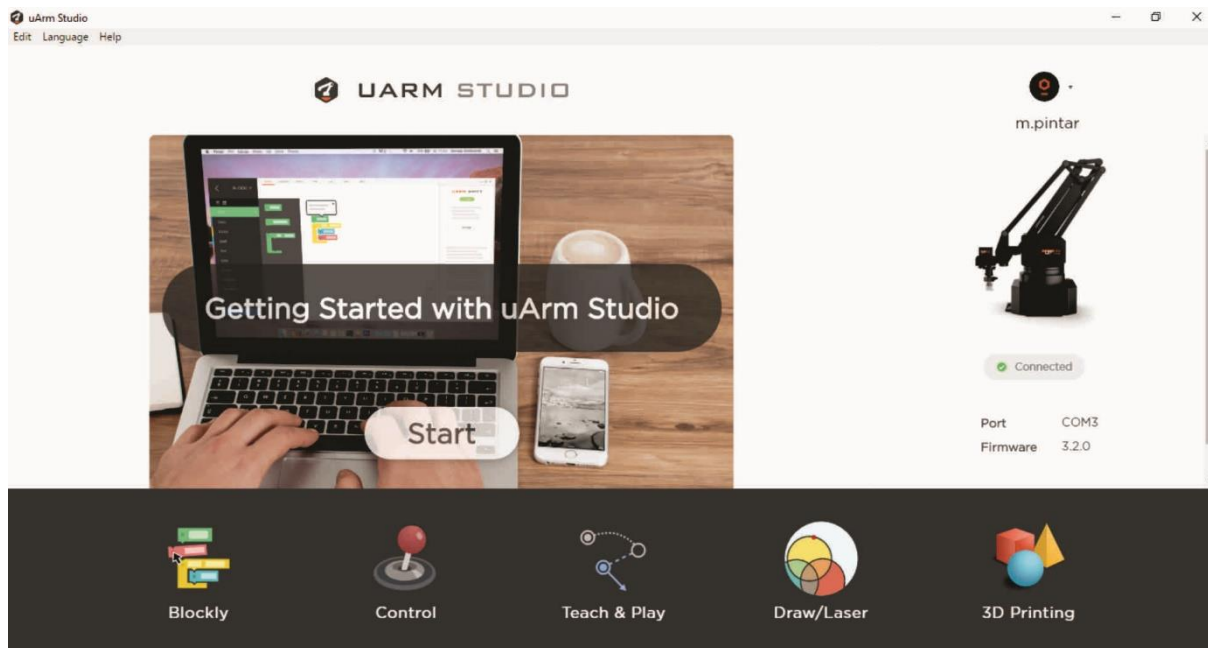 uArm Studio
Edit Language Help
UARM STUDIO
m.pintar
Getting Started with uArm Studio
Start
Connected
Port COM3
Firmware 3.2.0
Blockly
Control
Teach & Play
Draw/Laser
3D Printing